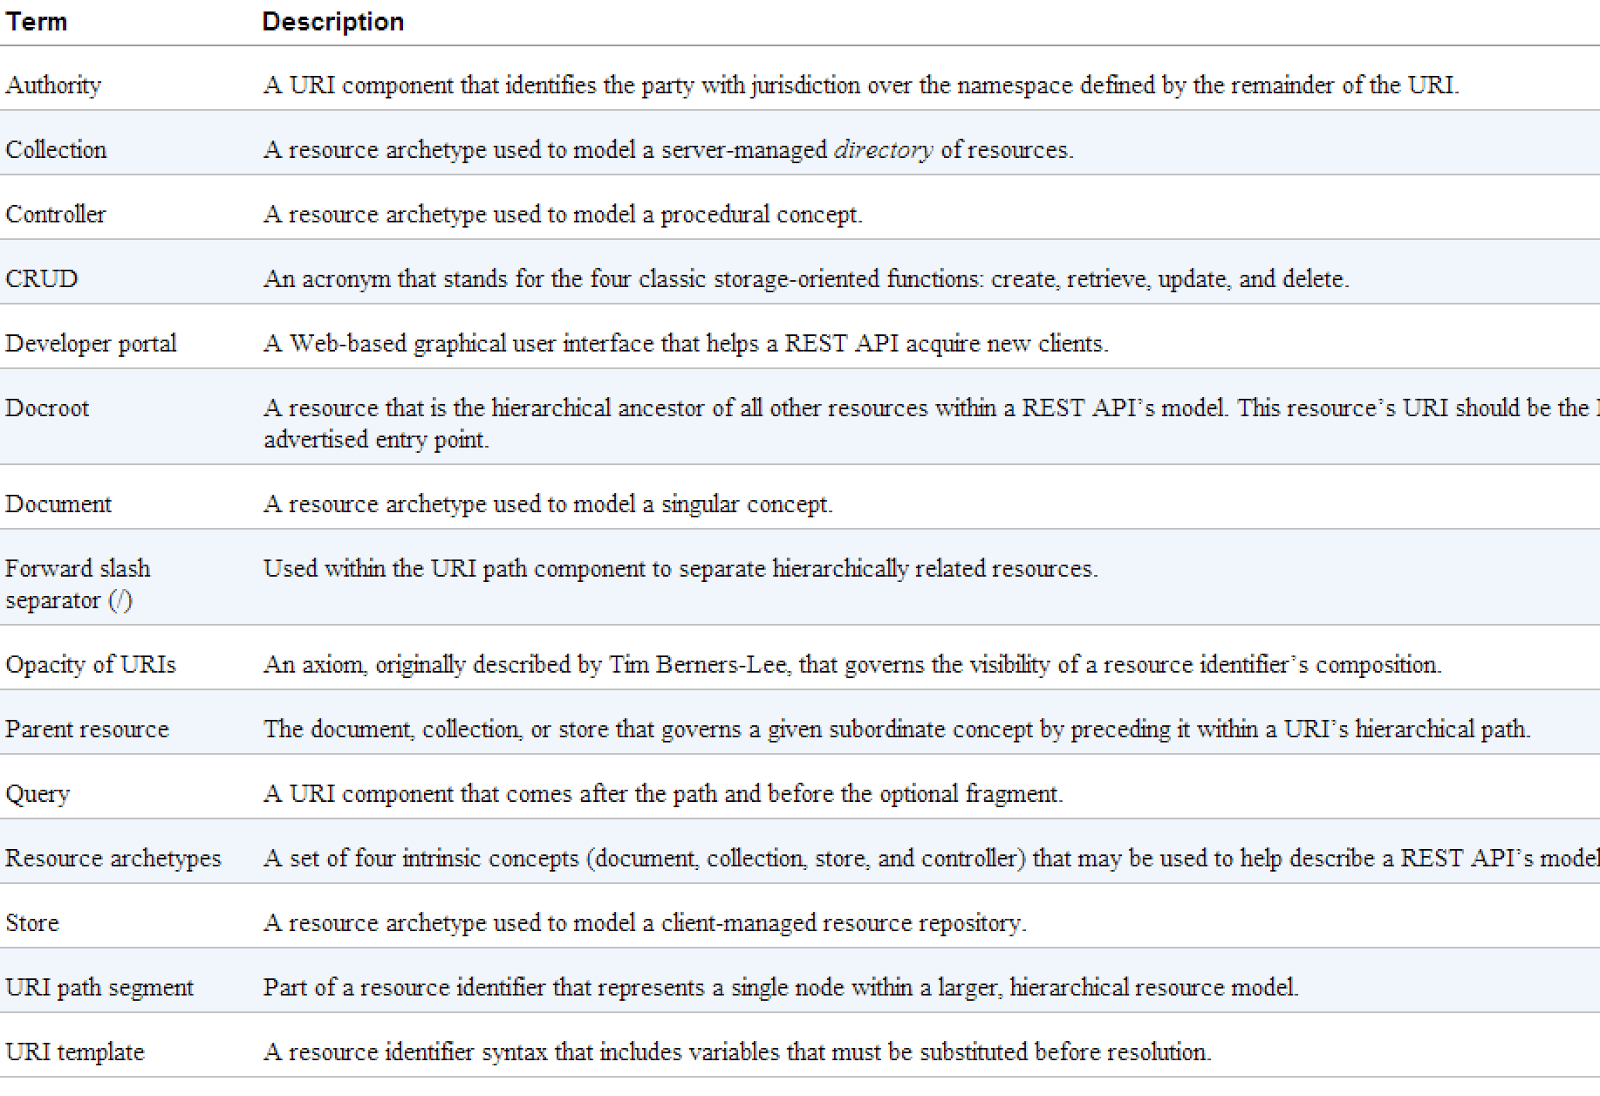 Term Description
Authority A URI component that identifies the party with jurisdiction over the namespace defined by the remainder of the URI.
Collection A resource archetype used to model a server-managed directory of resources.
Controller A resource archetype used to model a procedural concept.
CRUD An acronym that stands for the four classic storage-oriented functions: create, retrieve, update, and delete.
Developer portal A Web-based graphical user interface that helps a REST API acquire new clients.
Docroot A resource that is the hierarchical ancestor of all other resources within a REST API’s model. This resource’s URI should be the
advertised entry point.
Document A resource archetype used to model a singular concept.
Forward slash Used within the URI path component to separate hierarchically related resources.
separator (/)
Opacity of URIs An axiom, originally described by Tim Berners-Lee, that governs the visibility of a resource identifier’s composition.
Parent resource The document, collection, or store that governs a given subordinate concept by preceding it within a URI’s hierarchical path.
Query A URI component that comes after the path and before the optional fragment.
Resource archetypes A set of four intrinsic concepts (document, collection, store, and controller) that may be used to help describe a REST API’s model
Store A resource archetype used to model a client-managed resource repository.
URI path segment Part of a resource identifier that represents a single node within a larger, hierarchical resource model.
URI template A resource identifier syntax that includes variables that must be substituted before resolution.